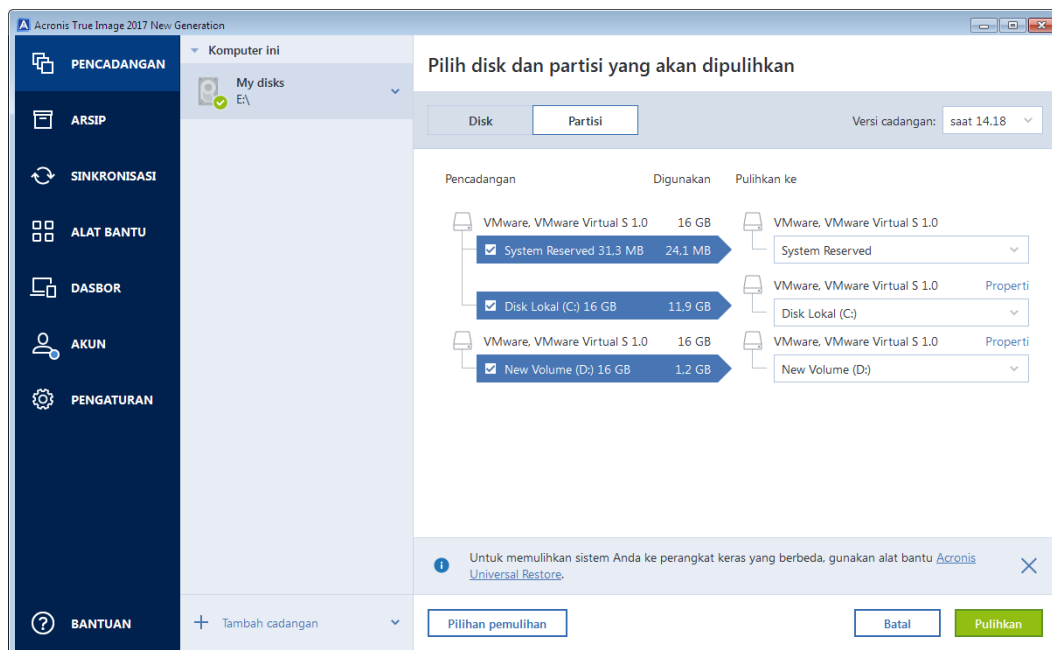 Acronis True Image 2017 New Generation
PENCADANGAN
ARSIP
SINKRONISASI
ALAT BANTU
DASBOR
AKUN
PENGATURAN
BANTUAN
Komputer ini
My disks
E:\
Tambah cadangan
Pilih disk dan partisi yang akan dipulihkan
Disk
Partisi
Versi cadangan: saat 14.18
Pencadangan Digunakan Pulihkan ke
VMware, VMware Virtual S 1.0 16 GB VMware, VMware Virtual S 1.0
System Reserved 31,3 MB 24,1 MB System Reserved
VMware, VMware Virtual S 1.0 Properti
Disk Lokal (C:) 16 GB 11,9 GB Disk Lokal (C:)
VMware, VMware Virtual S 1.0 16 GB VMware, VMware Virtual S 1.0 Properti
New Volume (D:) 16 GB 1,2 GB New Volume (D:)
Untuk memulihkan sistem Anda ke perangkat keras yang berbeda, gunakan alat bantu Acronis
Universal Restore.
Pilihan pemulihan
Batal
Pulihkan